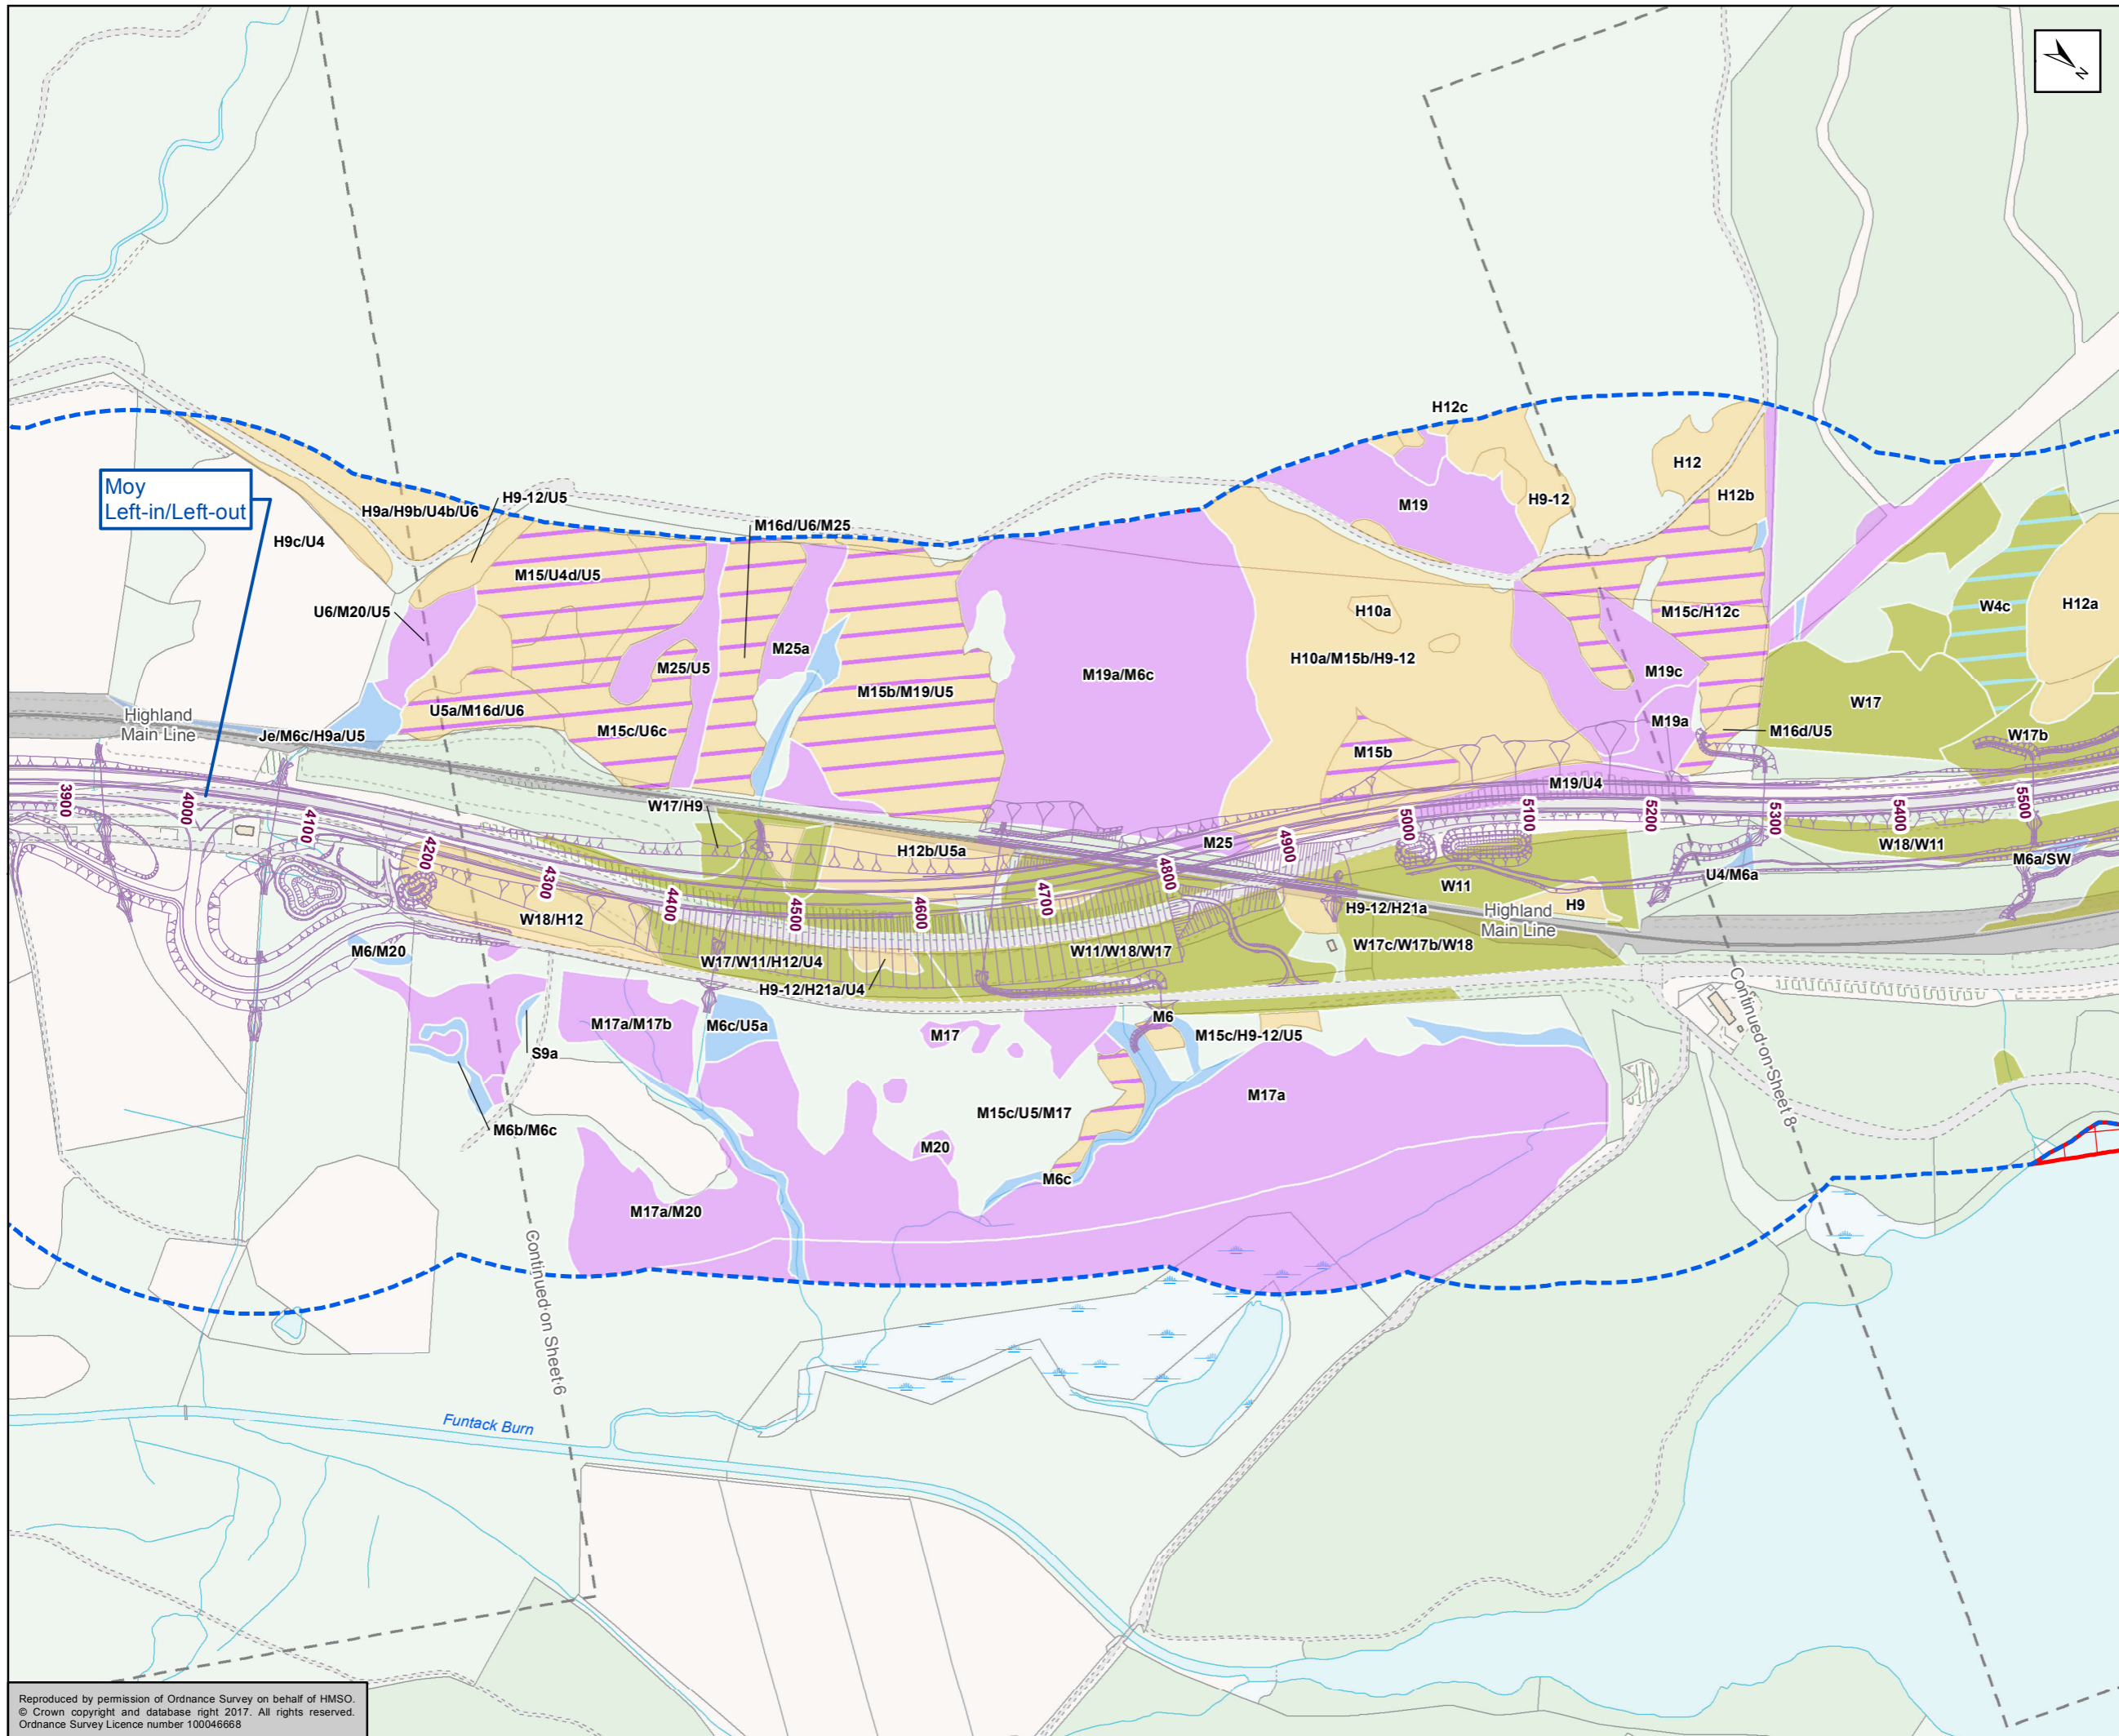 N
H12c
H12
H9-12
M19
H12b
H9-12/U5
Moy
Left-in/Left-out
H9a/H9b/U4b/U6
M16d/U6/M25
H9c/U4
M15/U4d/U5
U6/M20/U5
H10a
M15c/H12c
W4c
H12a
M25/U5
M25a
H10a/M15b/H9-12
M19a/M6c
M19c
M15b/M19/U5
W17
U5a/M16d/U6
Highland
Main Line
M15c/U6c
M19a
M16d/U5
Je/M6c/H9a/U5
W17b
M15b
M19/U4
3900
4000
4100
4200
4300
4400
4500
4600
4700
4800
4900
5000
5100
5200
5300
5400
5500
W17/H9
M25
H12b/U5a
W18/W11
M6a/SW
U4/M6a
W11
H9
H9-12/H21a
Highland
Main Line
W18/H12
M6/M20
W17/W11/H12/U4
W11/W18/W17
W17c/W17b/W18
H9-12/H21a/U4
M6
M17a/M17b
M6c/U5a
M17
M15c/H9-12/U5
S9a
Continued on Sheet 8
M17a
M15c/U5/M17
M6b/M6c
M20
M6c
M17a/M20
Continued on Sheet 6
Funtack Burn
Reproduced by permission of Ordnance Survey on behalf of HMSO.
© Crown copyright and database right 2017. All rights reserved.
Ordnance Survey Licence number 100046668